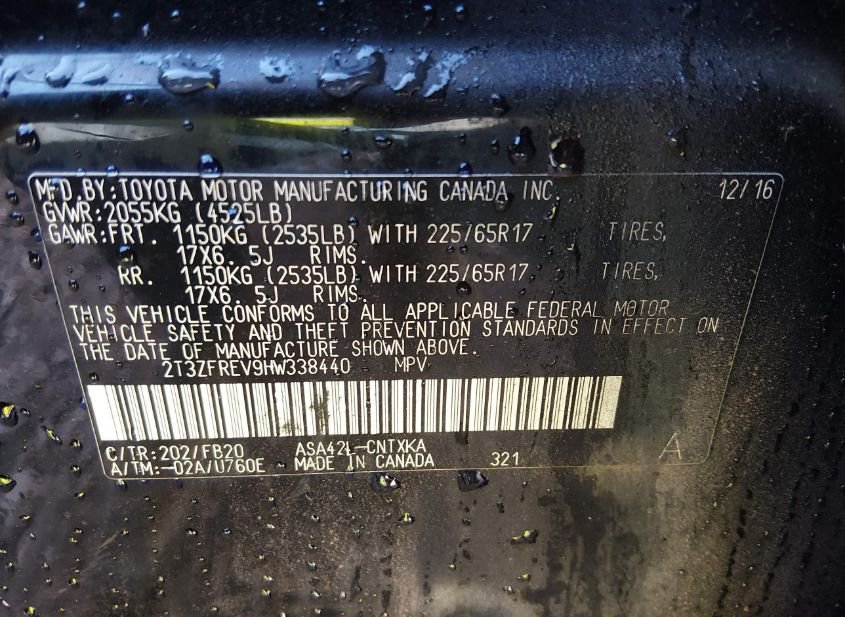 MFD.BY:TOYOTA MOTOR MANUFACTURING CANADA INC. 12/16
GVWR:2055KG (4525LB)
GAWR:FRT. 1150KG (2535LB) WITH 225/65R17 TIRES,
17X6. 5J RIMS.
RR. 1150KG (2535LB) WITH 225/65R17 TIRES,
17X6. 5J RIMS.
THIS VEHICLE CONFORMS TO ALL APPLICABLE FEDERAL MOTOR
VEHICLE SAFETY AND THEFT PREVENTION STANDARDS IN EFFECT ON
THE DATE OF MANUFACTURE SHOWN ABOVE.
2T3ZFREV9HW338440 MPV
C/TR:202/FB20 ASA42L-CNTXKA
A/TM:-02A/U760E MADE IN CANADA 321 A